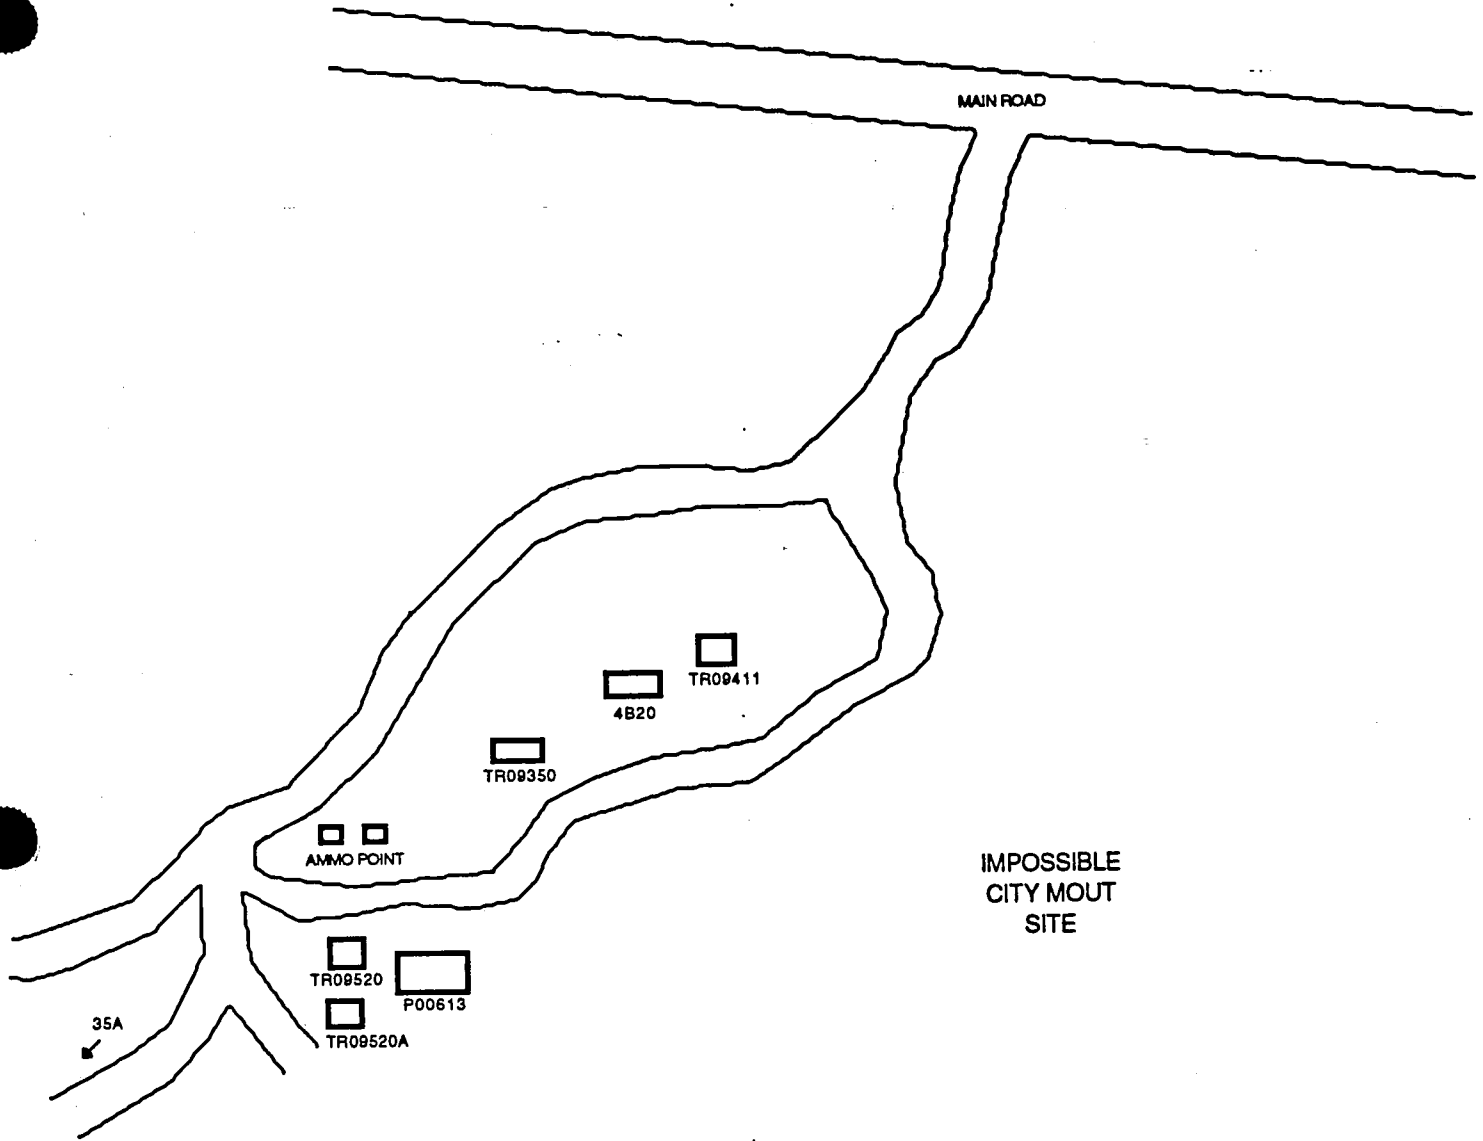 MAIN ROAD
TR09411
4B20
TR09350
AMMO POINT
IMPOSSIBLE
CITY MOUT
SITE
TR09520
P00613
35A
TR09520A